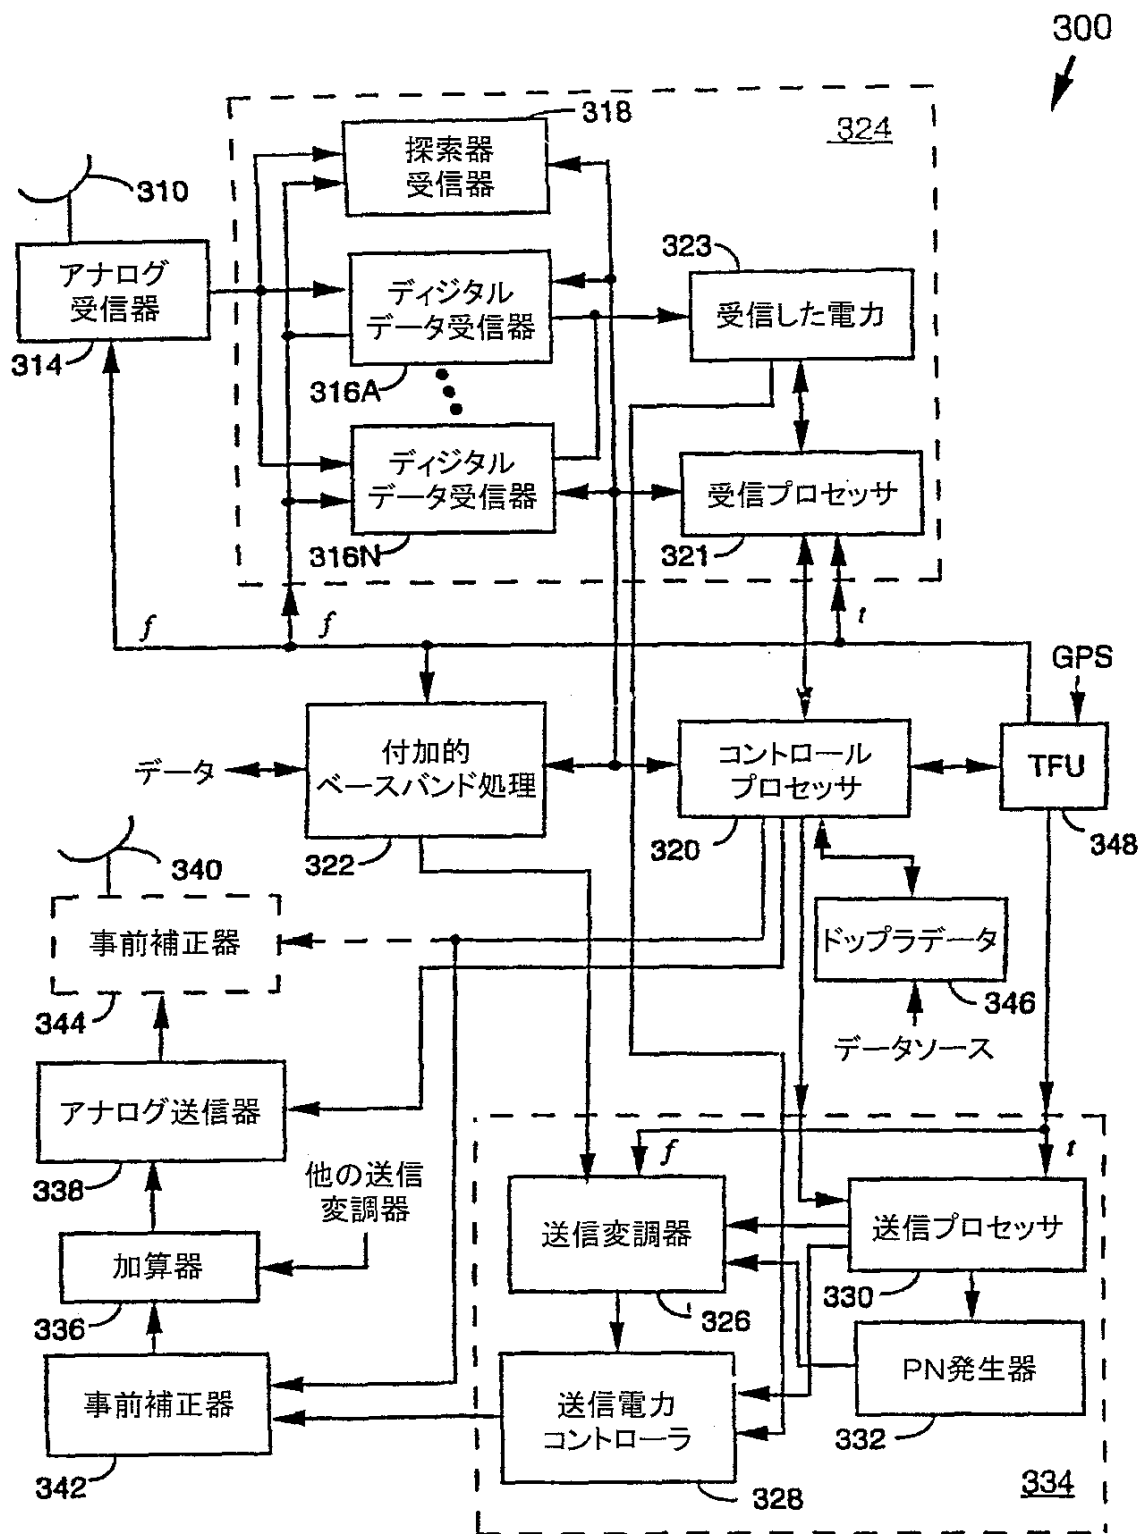 300
318
324
探索器
受信器
310
アナログ
受信器
314
ディジタル
データ受信器
316A
323
受信した電力
ディジタル
データ受信器
316N
受信プロセッサ
321
f
f
t
GPS
データ
付加的
ベースバンド処理
322
コントロール
プロセッサ
320
TFU
348
340
事前補正器
344
ドップラデータ
346
データソース
アナログ送信器
338
他の送信
変調器
f
t
送信変調器
326
送信プロセッサ
330
加算器
336
PN発生器
332
事前補正器
342
送信電力
コントローラ
328
334